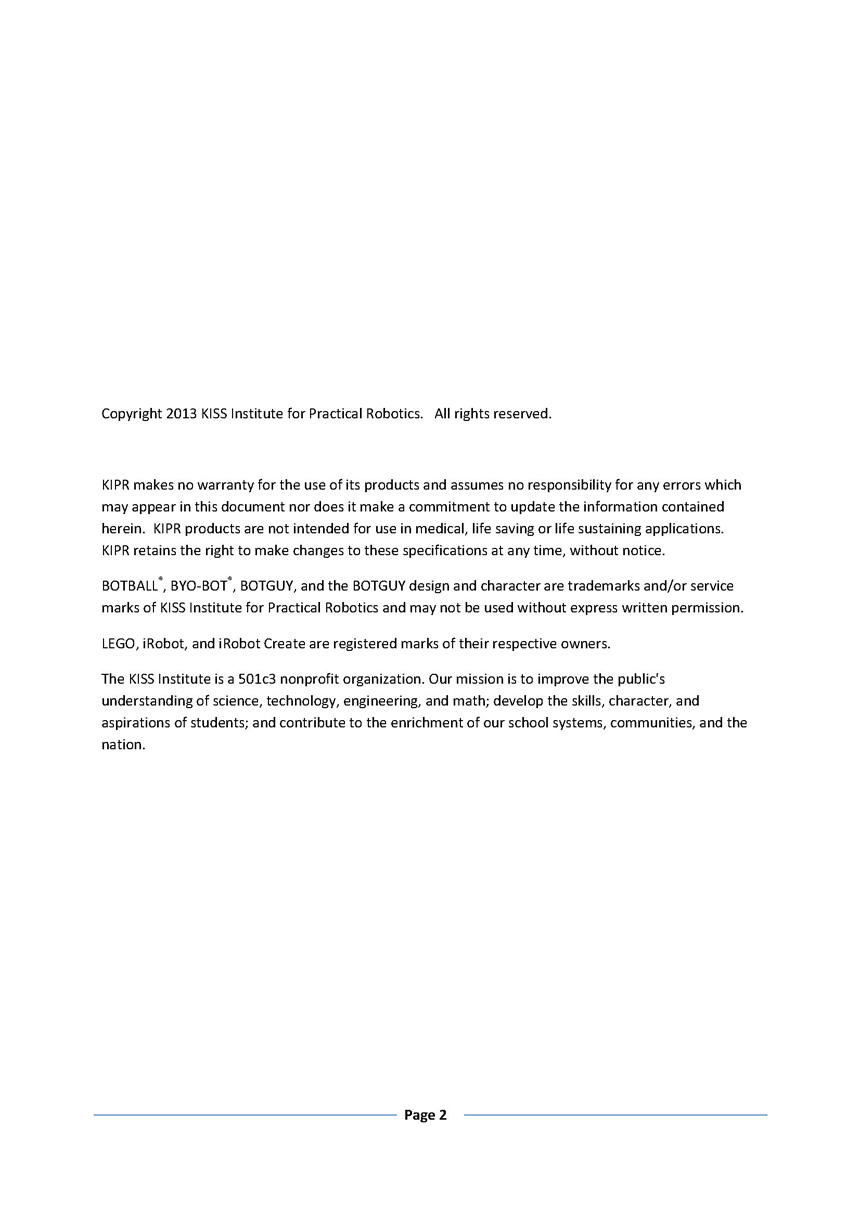 Copyright 2013 KISS Institute for Practical Robotics.   All rights reserved.
KIPR makes no warranty for the use of its products and assumes no responsibility for any errors which
may appear in this document nor does it make a commitment to update the information contained
herein.  KIPR products are not intended for use in medical, life saving or life sustaining applications.
KIPR retains the right to make changes to these specifications at any time, without notice.
BOTBALL®, BYO-BOT®, BOTGUY, and the BOTGUY design and character are trademarks and/or service
marks of KISS Institute for Practical Robotics and may not be used without express written permission.
LEGO, iRobot, and iRobot Create are registered marks of their respective owners.
The KISS Institute is a 501c3 nonprofit organization. Our mission is to improve the public's
understanding of science, technology, engineering, and math; develop the skills, character, and
aspirations of students; and contribute to the enrichment of our school systems, communities, and the
nation.
Page 2